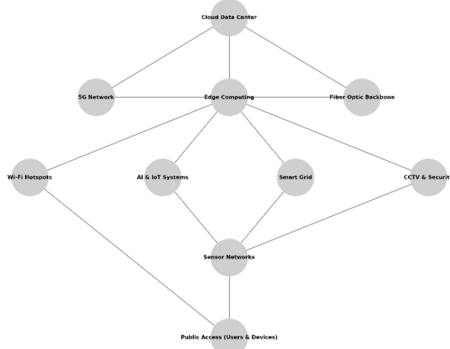 Cloud Data Center
5G Network
Edge Computing
Fiber Optic Backbone
Wi-Fi Hotspots
AI & IoT Systems
Smart Grid
CCTV & Securit
Sensor Networks
Public Access (Users & Devices)